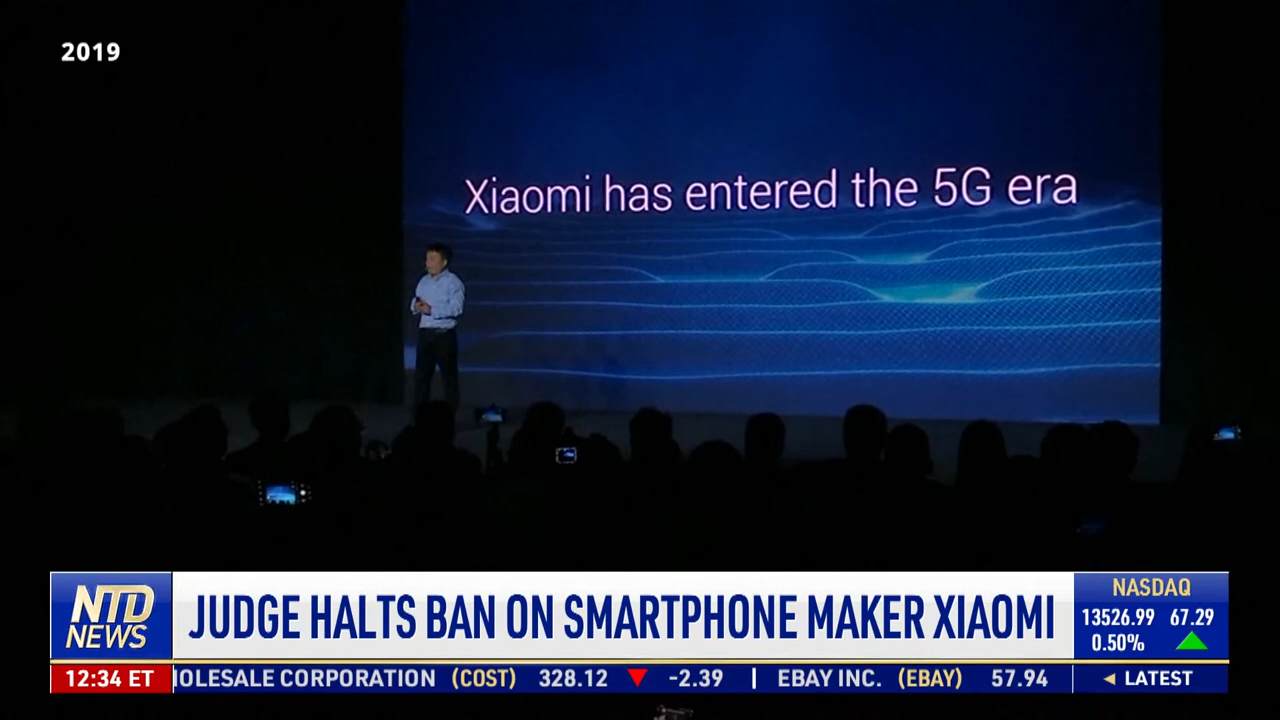 2019
Xiaomi has entered the 5G era
NTD
NEWS
JUDGE HALTS BAN ON SMARTPHONE MAKER XIAOMI
NASDAQ
13526.99 67.29
0.50%
12:34 ET
OLESALE CORPORATION (COST) 328.12 -2.39 | EBAY INC. (EBAY) 57.94
LATEST